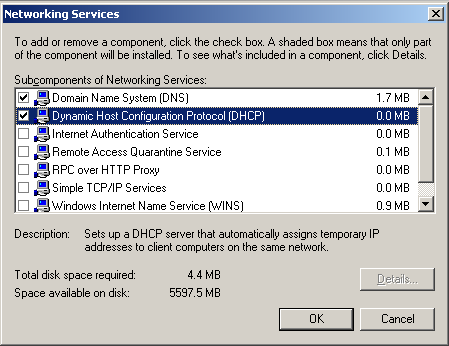 Networking Services
To add or remove a component, click the check box. A shaded box means that only part
of the component will be installed. To see what's included in a component, click Details.
Subcomponents of Networking Services:
Domain Name System (DNS) 1.7 MB
Dynamic Host Configuration Protocol (DHCP) 0.0 MB
Internet Authentication Service 0.0 MB
Remote Access Quarantine Service 0.1 MB
RPC over HTTP Proxy 0.0 MB
Simple TCP/IP Services 0.0 MB
Windows Internet Name Service (WINS) 0.9 MB
Description: Sets up a DHCP server that automatically assigns temporary IP
addresses to client computers on the same network.
Total disk space required: 4.4 MB
Space available on disk: 5597.5 MB
Details...
OK Cancel